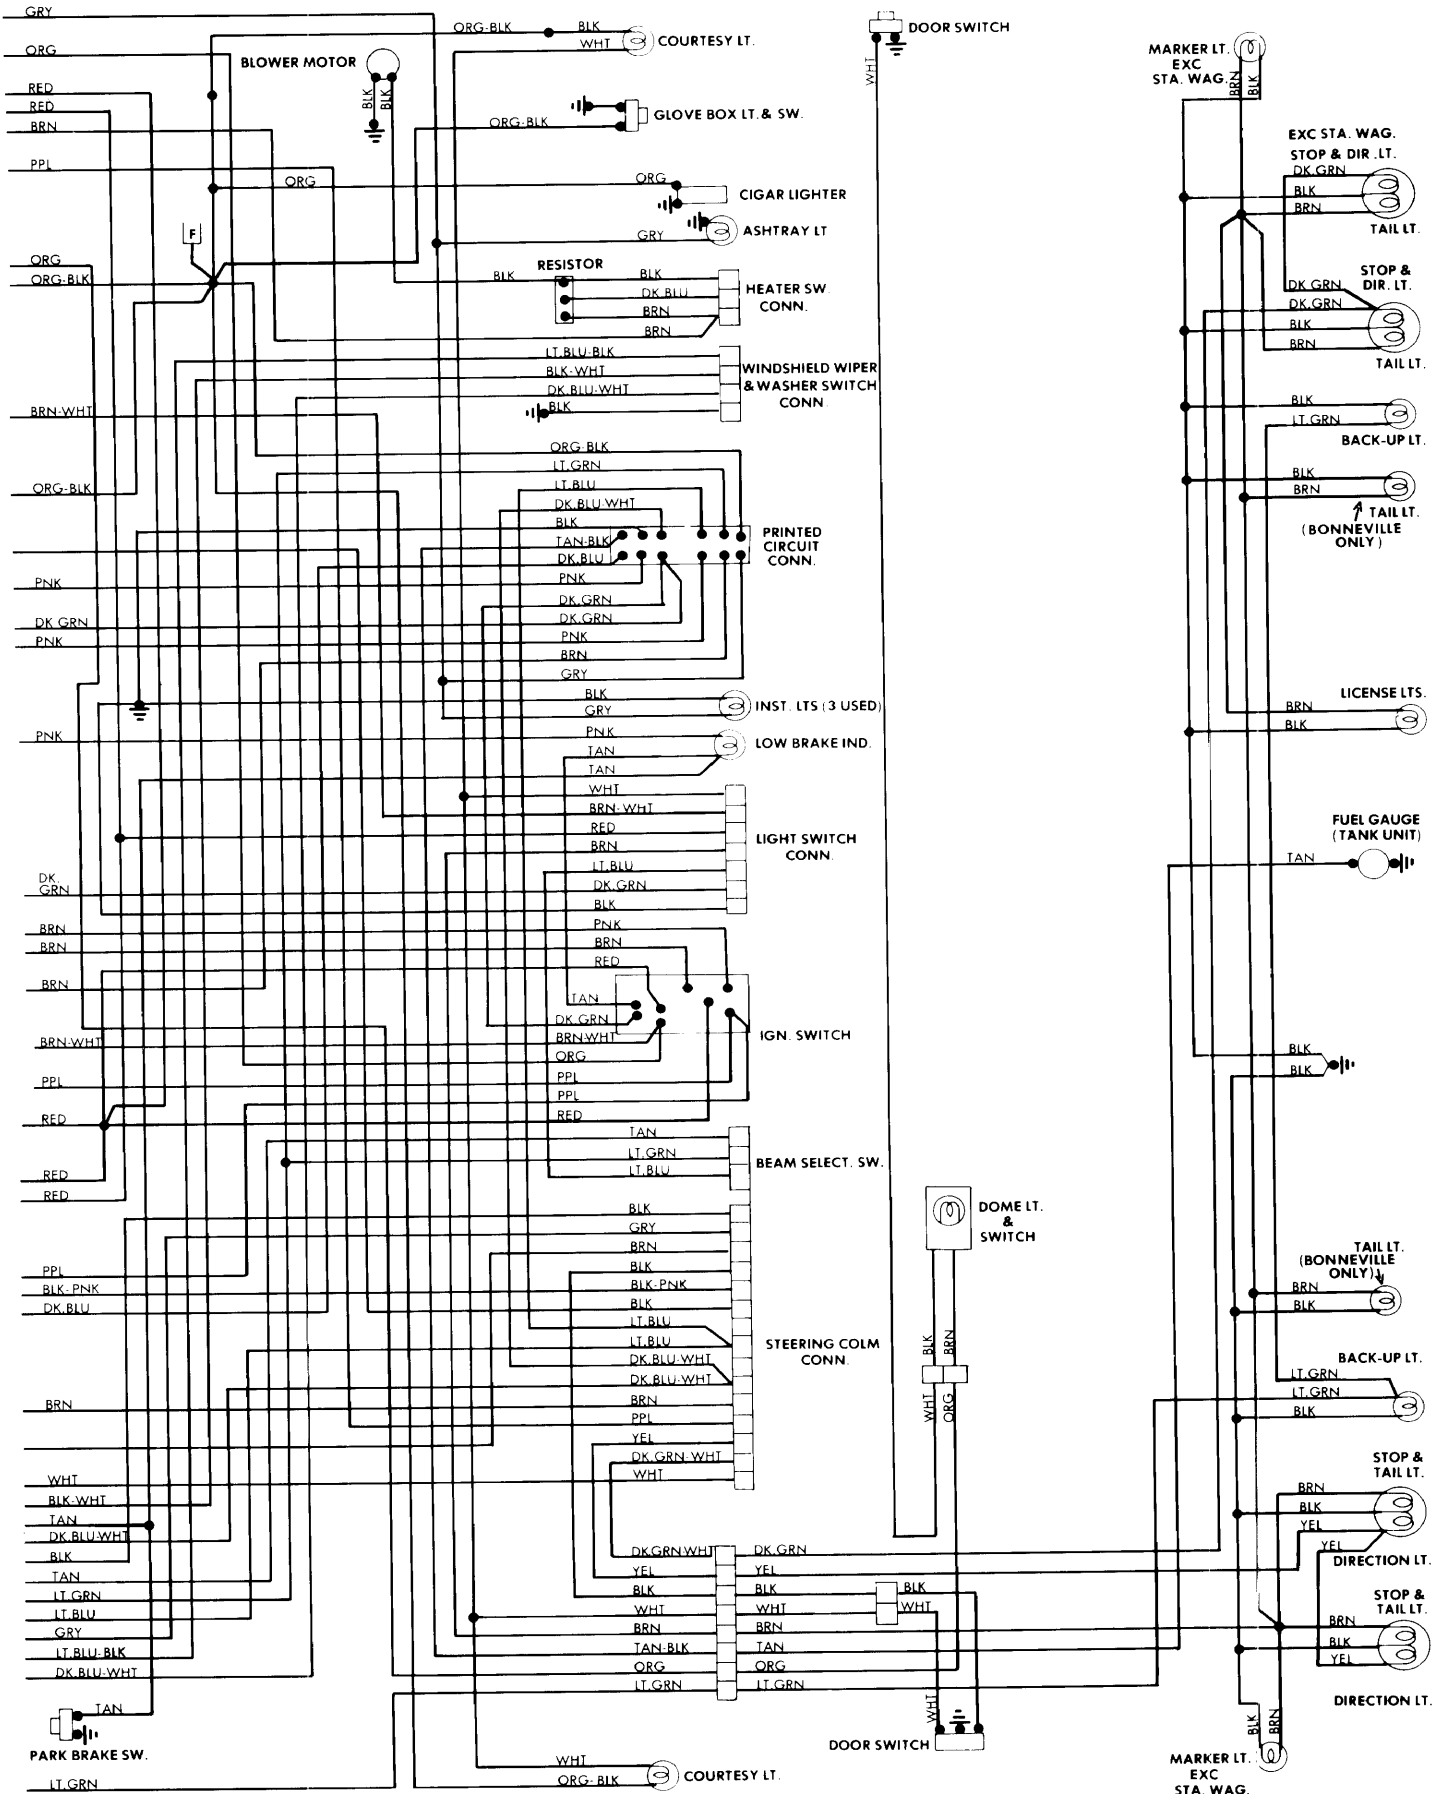 GRY
ORG-BLK
BLK
WHT
COURTESY LT.
DOOR SWITCH
WHT
MARKER LT.
EXC
STA. WAG.
BRN
BLK
ORG
BLOWER MOTOR
BLK
BLK
RED
RED
BRN
ORG-BLK
GLOVE BOX LT. & SW.
EXC STA. WAG.
STOP & DIR .LT.
DK.GRN
BLK
BRN
TAIL LT.
PPL
ORG
ORG
CIGAR LIGHTER
F
GRY
ASHTRAY LT
ORG
ORG-BLK
RESISTOR
BLK
BLK
DK.BLU
BRN
BRN
HEATER SW.
CONN.
STOP &
DIR. LT.
DK GRN
DK.GRN
BLK
BRN
TAIL LT.
LT.BLU-BLK
BLK-WHT
DK.BLU-WHT
BLK
WINDSHIELD WIPER
& WASHER SWITCH
CONN
BRN-WHT
BLK
LT.GRN
BACK-UP LT.
ORG-BLK
ORG-BLK
LT.GRN
LT.BLU
DK.BLU-WHT
BLK
TAN-BLK
DK.BLU
PNK
DK.GRN
DK.GRN
PNK
BRN
GRY
PRINTED
CIRCUIT
CONN.
BLK
BRN
TAIL LT.
(BONNEVILLE
ONLY)
PNK
DK GRN
PNK
BLK
GRY
INST. LTS (3 USED)
LICENSE LTS.
BRN
BLK
PNK
PNK
TAN
TAN
LOW BRAKE IND.
WHT
BRN-WHT
RED
BRN
LT.BLU
DK.GRN
BLK
LIGHT SWITCH
CONN.
FUEL GAUGE
(TANK UNIT)
TAN
DK.
GRN
BRN
BRN
BRN
PNK
BRN
RED
TAN
DK.GRN
BRN-WHT
ORG
PPL
PPL
RED
IGN. SWITCH
BRN-WHT
PPL
RED
BLK
BLK
TAN
LT.GRN
LT.BLU
BEAM SELECT. SW.
RED
RED
BLK
GRY
BRN
BLK
BLK-PNK
BLK
LT.BLU
LT.BLU
DK.BLU-WHT
DK.BLU-WHT
BRN
PPL
YEL
DK.GRN-WHT
WHT
STEERING COLM
CONN.
DOME LT.
&
SWITCH
BLK
BRN
WHT
ORG
PPL
BLK-PNK
DK.BLU
TAIL LT.
(BONNEVILLE
ONLY)
BRN
BLK
BACK-UP LT.
LT.GRN
LT.GRN
BLK
BRN
STOP &
TAIL LT.
BRN
BLK
YEL
YEL
DIRECTION LT.
WHT
BLK-WHT
TAN
DK.BLU-WHT
BLK
TAN
LT.GRN
LT.BLU
GRY
LT.BLU-BLK
DK.BLU-WHT
DK.GRN-WHT
YEL
BLK
WHT
BRN
TAN-BLK
ORG
LT.GRN
DK.GRN
YEL
BLK
WHT
BRN
TAN
ORG
LT.GRN
BLK
WHT
STOP &
TAIL LT.
BRN
BLK
YEL
DIRECTION LT.
TAN
PARK BRAKE SW.
WHT
DOOR SWITCH
BLK
BRN
MARKER LT.
EXC
STA. WAG.
LT.GRN
WHT
ORG-BLK
COURTESY LT.